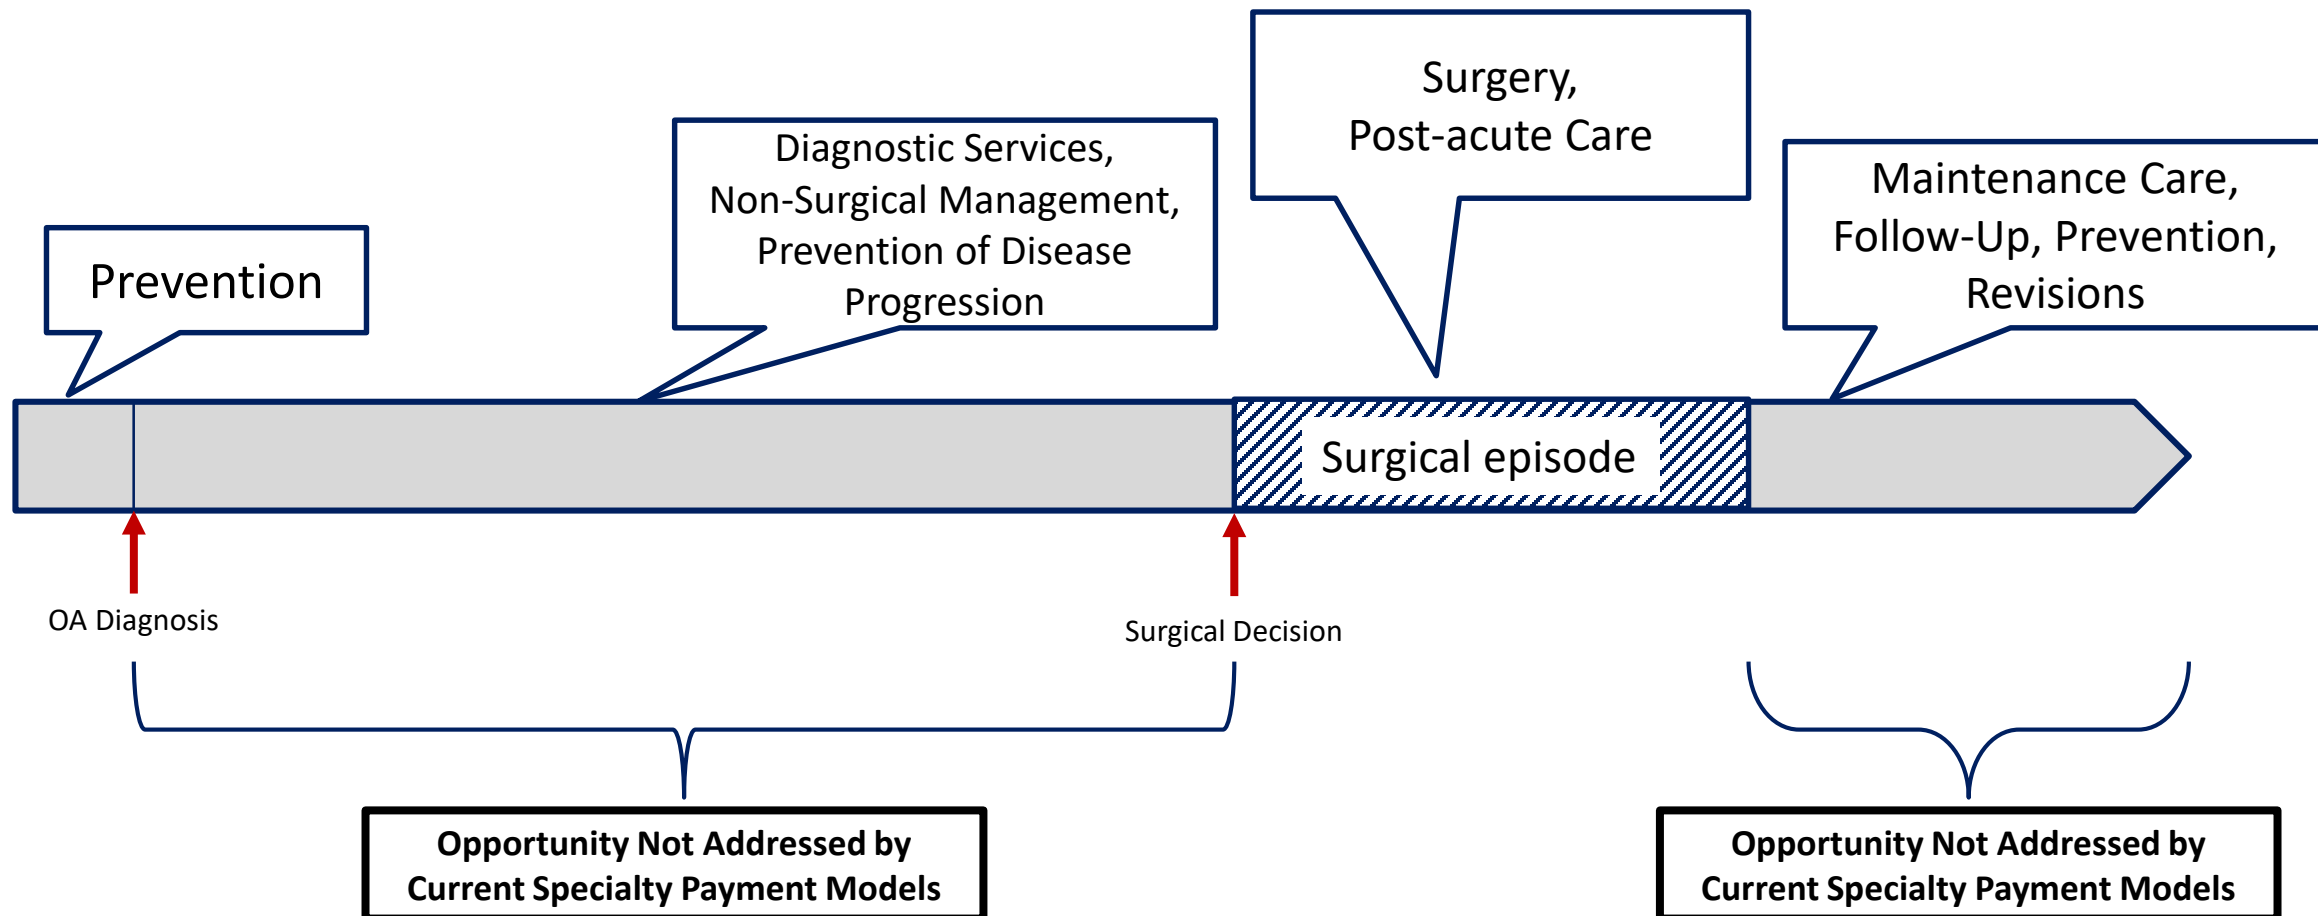 Prevention
Diagnostic Services,
Non-Surgical Management,
Prevention of Disease
Progression
Surgery,
Post-acute Care
Maintenance Care,
Follow-Up, Prevention,
Revisions
Surgical episode
OA Diagnosis
Surgical Decision
Opportunity Not Addressed by
Current Specialty Payment Models
Opportunity Not Addressed by
Current Specialty Payment Models